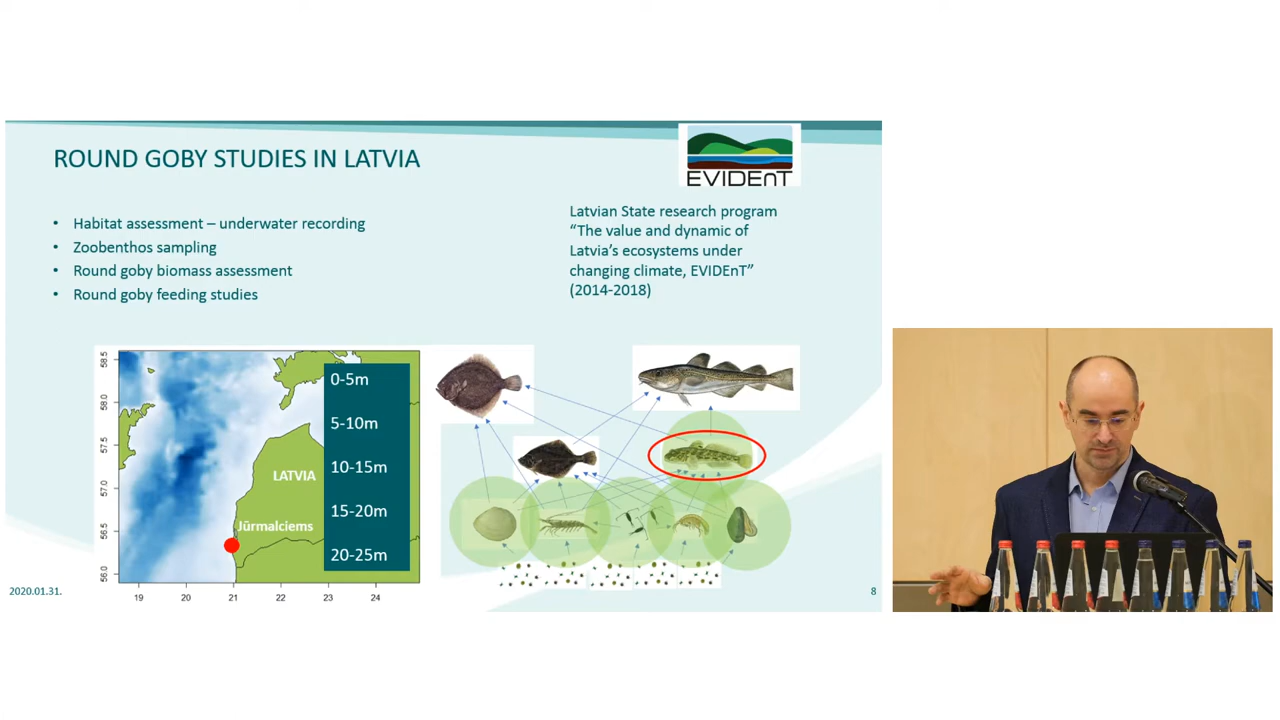 ROUND GOBY STUDIES IN LATVIA
EVIDEnT
• Habitat assessment – underwater recording
• Zoobenthos sampling
• Round goby biomass assessment
• Round goby feeding studies
Latvian State research program
“The value and dynamic of
Latvia’s ecosystems under
changing climate, EVIDEnT”
(2014-2018)
58.5
58.0
57.5
57.0
56.5
56.0
19 20 21 22 23 24
LATVIA
Jūrmalciems
0-5m
5-10m
10-15m
15-20m
20-25m
2020.01.31.
8